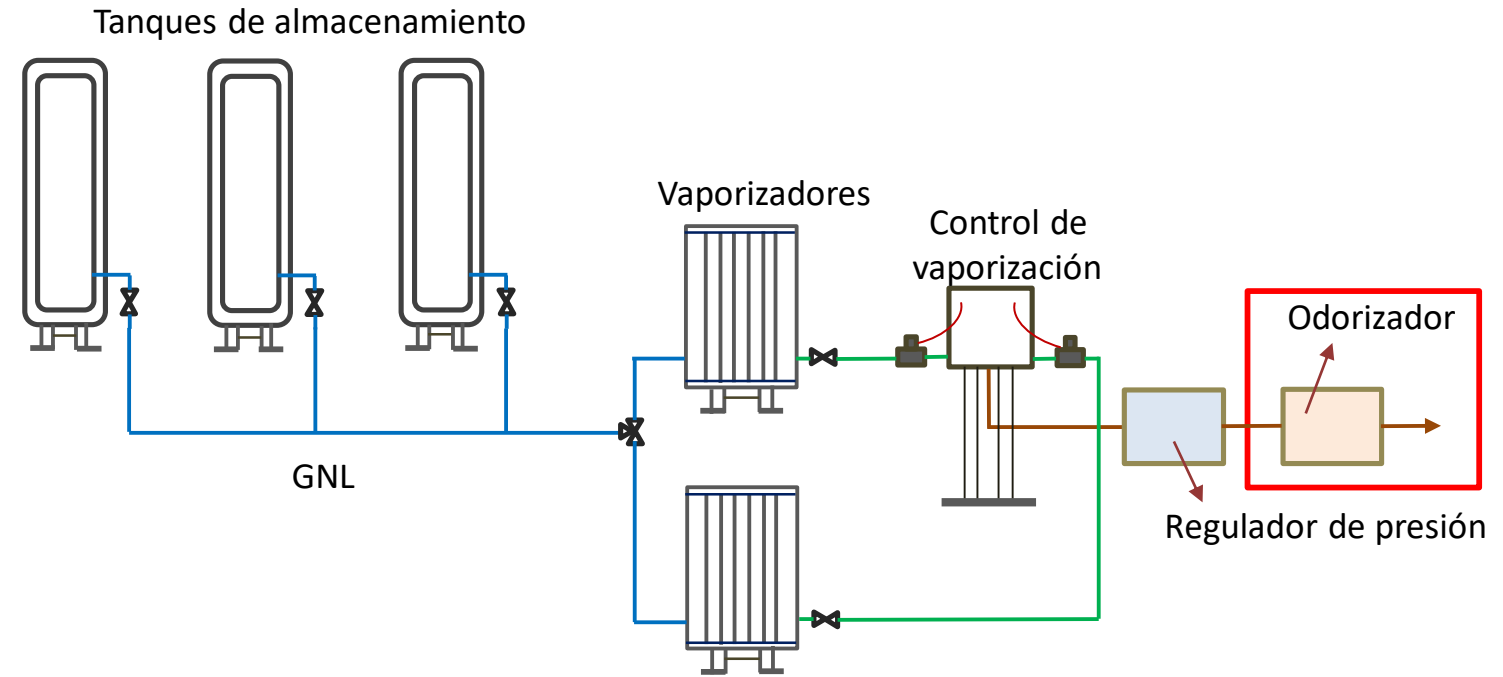 Tanques de almacenamiento
Vaporizadores
Control de
vaporización
Odorizador
GNL
Regulador de presión